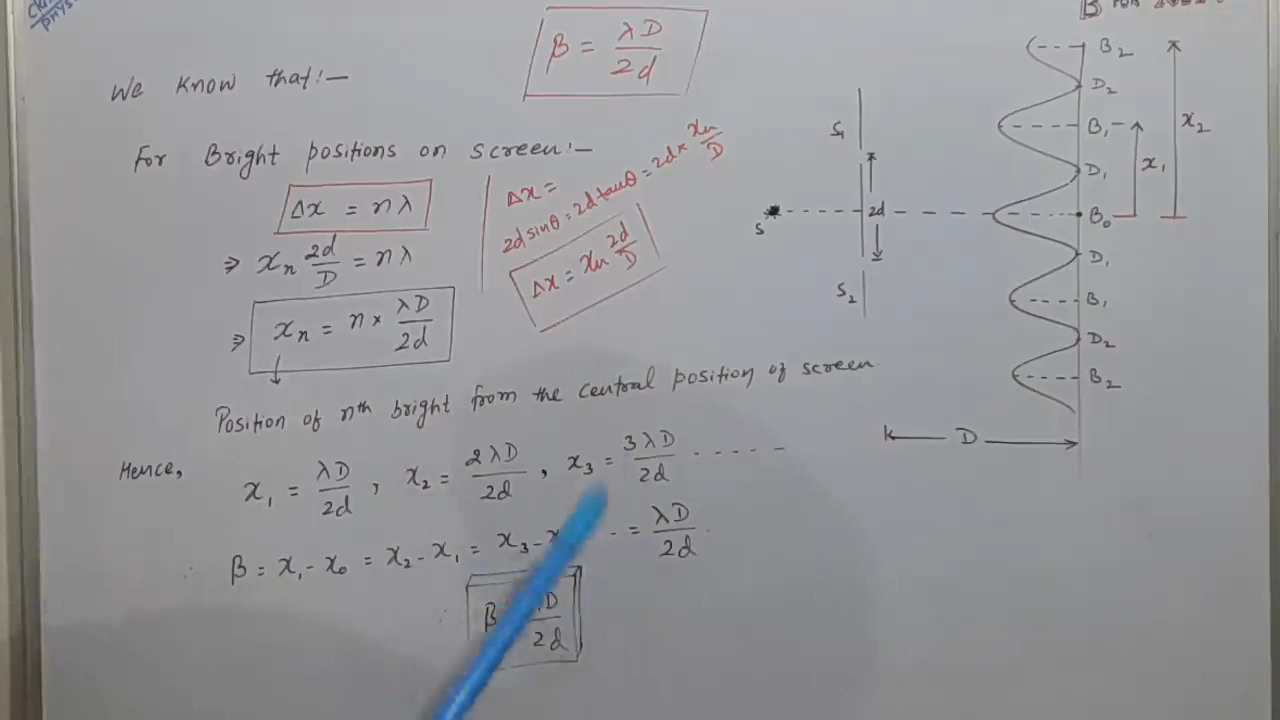 β = λD/2d
We know that:—
For Bright positions on screen:—
Δx = nλ
⇒ xₙ 2d/D = nλ
⇒ xₙ = n × λD/2d
Δx =
2d sinθ = 2d tanθ = 2d × xₙ/D
Δx = xₙ 2d/D
Position of nth bright from the central position of screen
Hence,
x₁ = λD/2d , x₂ = 2λD/2d , x₃ = 3λD/2d - - - - -
∴ β = x₁ - x₀ = x₂ - x₁ = x₃ - x = λD/2d
∴ β D/2d
S₁
S
2d
S₂
B₂
D₂
B₁
D₁
B₀
D₁
B₁
D₂
B₂
x₁
x₂
D